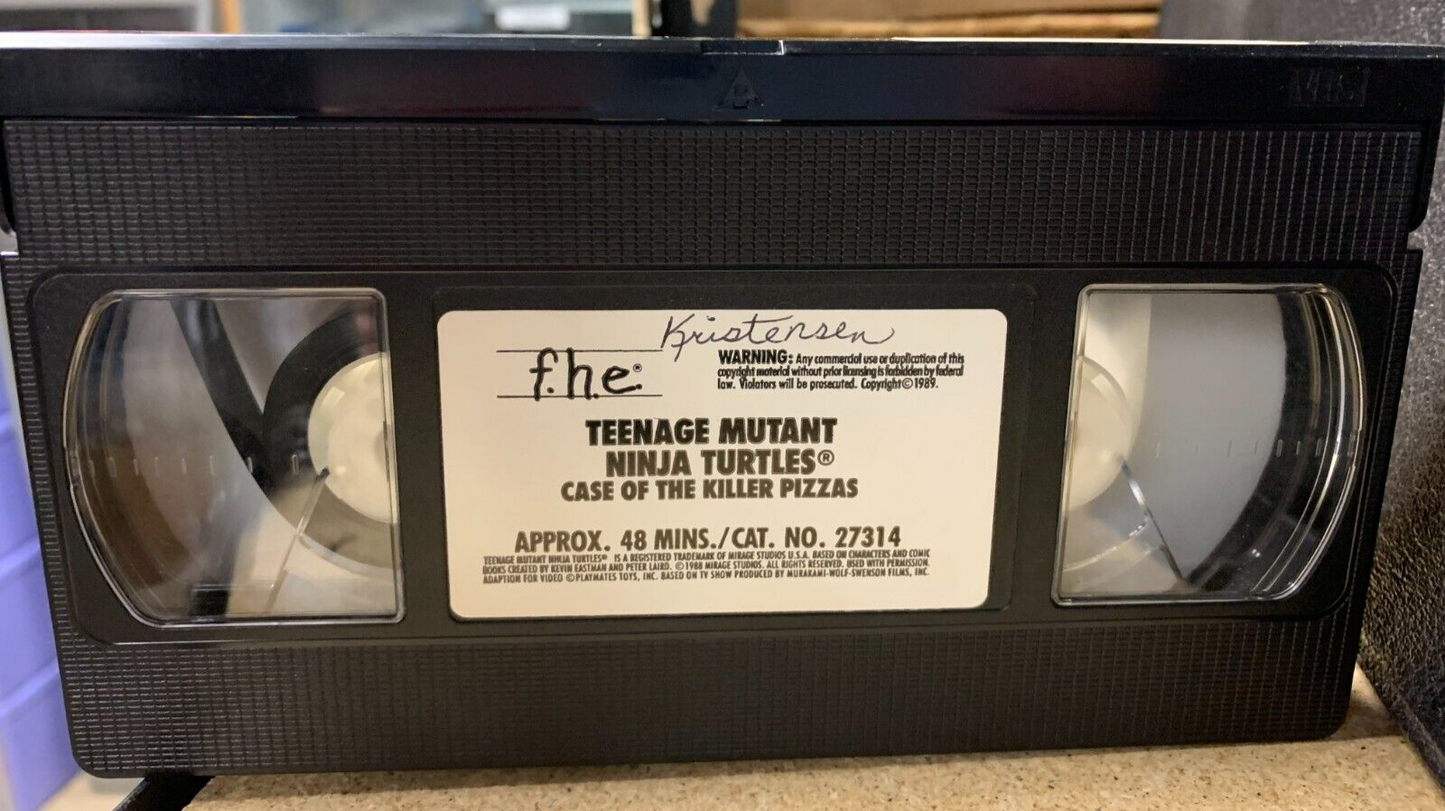 VHS
Kristensen
f.h.e.®
WARNING: Any commercial use or duplication of this
copyright material without prior licensing is forbidden by federal
law. Violators will be prosecuted. Copyright©1989.
TEENAGE MUTANT
NINJA TURTLES®
CASE OF THE KILLER PIZZAS
APPROX. 48 MINS./CAT. NO. 27314
TEENAGE MUTANT NINJA TURTLES® IS A REGISTERED TRADEMARK OF MIRAGE STUDIOS U.S.A. BASED ON CHARACTERS AND COMIC
BOOKS CREATED BY KEVIN EASTMAN AND PETER LAIRD. ©1988 MIRAGE STUDIOS. ALL RIGHTS RESERVED. USED WITH PERMISSION.
ADAPTION FOR VIDEO ©PLAYMATES TOYS, INC. BASED ON TV SHOW PRODUCED BY MURAKAMI-WOLF-SWENSON FILMS, INC.